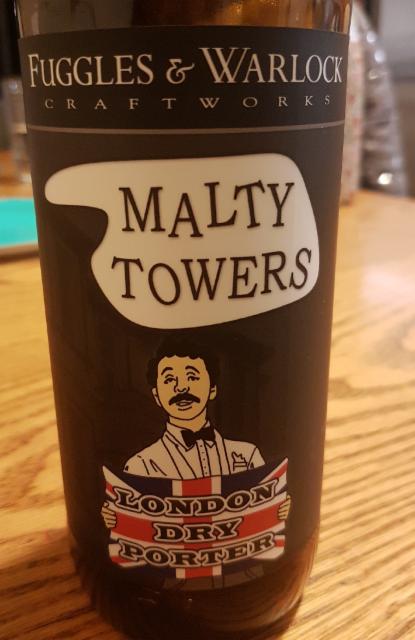 FUGGLES & WARLOCK
CRAFTWORKS
MALTY
TOWERS
LONDON
DRY
PORTER